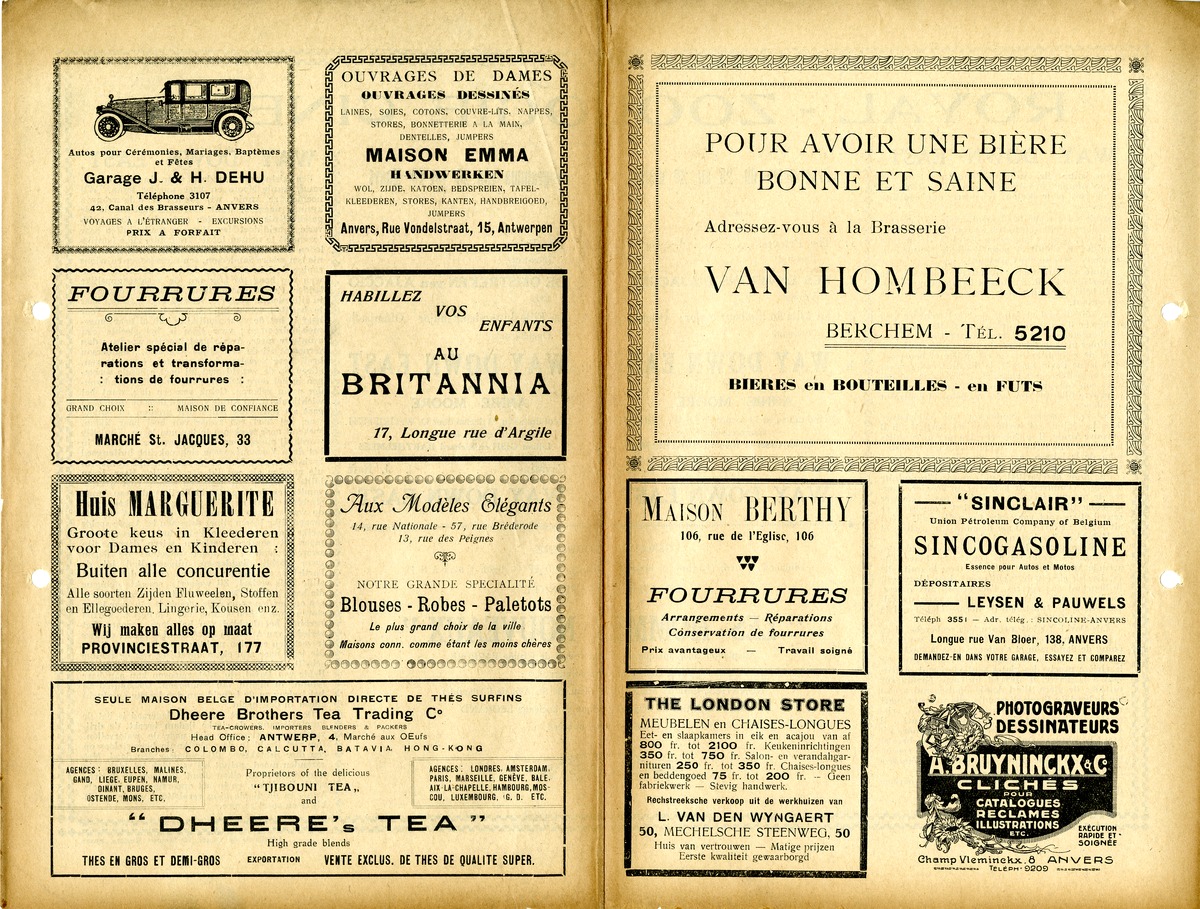 Autos pour Cérémonies, Mariages, Baptèmes
et Fêtes
Garage J. & H. DEHU
Téléphone 3107
42, Canal des Brasseurs - ANVERS
VOYAGES A L'ÉTRANGER - EXCURSIONS
PRIX A FORFAIT
OUVRAGES DE DAMES
OUVRAGES DESSINÉS
LAINES, SOIES, COTONS, COUVRE-LITS, NAPPES,
STORES, BONNETTERIE A LA MAIN,
DENTELLES, JUMPERS
MAISON EMMA
HANDWERKEN
WOL, ZIJDE, KATOEN, BEDSPREIEN, TAFEL-
KLEEDEREN, STORES, KANTEN, HANDBREIGOED,
JUMPERS
Anvers, Rue Vondelstraat, 15, Antwerpen
FOURRURES
Atelier spécial de répa-
rations et transforma-
: tions de fourrures :
GRAND CHOIX :: MAISON DE CONFIANCE
MARCHÉ St. JACQUES, 33
HABILLEZ
VOS
ENFANTS
AU
BRITANNIA
17, Longue rue d'Argile
Huis MARGUERITE
Groote keus in Kleederen
voor Dames en Kinderen :
Buiten alle concurentie
Alle soorten Zijden Fluweelen, Stoffen
en Ellegoederen, Lingerie, Kousen enz.
Wij maken alles op maat
PROVINCIESTRAAT, 177
Aux Modèles Elégants
14, rue Nationale - 57, rue Bréderode
13, rue des Peignes
NOTRE GRANDE SPECIALITÉ
Blouses - Robes - Paletots
Le plus grand choix de la ville
Maisons conn. comme étant les moins chères
SEULE MAISON BELGE D'IMPORTATION DIRECTE DE THÉS SURFINS
Dheere Brothers Tea Trading Co
TEA-GROWERS, IMPORTERS BLENDERS & PACKERS
Head Office: ANTWERP, 4, Marché aux OEufs
Branches: COLOMBO, CALCUTTA, BATAVIA HONG-KONG
AGENCES: BRUXELLES, MALINES,
GAND, LIEGE, EUPEN, NAMUR,
DINANT, BRUGES,
OSTENDE, MONS, ETC.
Proprietors of the delicious
"TJIBOUNI TEA,,
and
AGENCES: LONDRES, AMSTERDAM,
PARIS, MARSEILLE, GENÈVE, BALE,
AIX-LA-CHAPELLE, HAMBOURG, MOS-
COU, LUXEMBOURG, G. D. ETC.
"DHEERE's TEA"
High grade blends
THES EN GROS ET DEMI-GROS EXPORTATION VENTE EXCLUS. DE THES DE QUALITE SUPER.
POUR AVOIR UNE BIÈRE
BONNE ET SAINE
Adressez-vous à la Brasserie
VAN HOMBEECK
BERCHEM - TÉL. 5210
BIERES en BOUTEILLES - en FUTS
MAISON BERTHY
106, rue de l'Eglise, 106
FOURRURES
Arrangements — Réparations
Cónservation de fourrures
Prix avantageux — Travail soigné
"SINCLAIR"
Union Pétroleum Company of Belgium
SINCOGASOLINE
Essence pour Autos et Motos
DÉPOSITAIRES
LEYSEN & PAUWELS
Téléph 3551 — Adr. télég.: SINCOLINE-ANVERS
Longue rue Van Bloer, 138, ANVERS
DEMANDEZ-EN DANS VOTRE GARAGE, ESSAYEZ ET COMPAREZ
THE LONDON STORE
MEUBELEN en CHAISES-LONGUES
Eet- en slaapkamers in eik en acajou van af
800 fr. tot 2100 fr. Keukeninrichtingen
350 fr. tot 750 fr. Salon- en verandahgar-
nituren 250 fr. tot 350 fr. Chaises-longues
en beddengoed 75 fr. tot 200 fr. — Geen
fabriekwerk — Stevig handwerk.
Rechstreeksche verkoop uit de werkhuizen van
L. VAN DEN WYNGAERT
50, MECHELSCHE STEENWEG, 50
Huis van vertrouwen — Matige prijzen
Eerste kwaliteit gewaarborgd
PHOTOGRAVEURS
DESSINATEURS
A. BRUYNINCKX & Co
CLICHÉS
POUR
CATALOGUES
RÉCLAMES
ILLUSTRATIONS
ETC.
EXÉCUTION
RAPIDE ET
SOIGNÉE
Champ Vleminckx. 8 ANVERS
TELÉPH. 9209